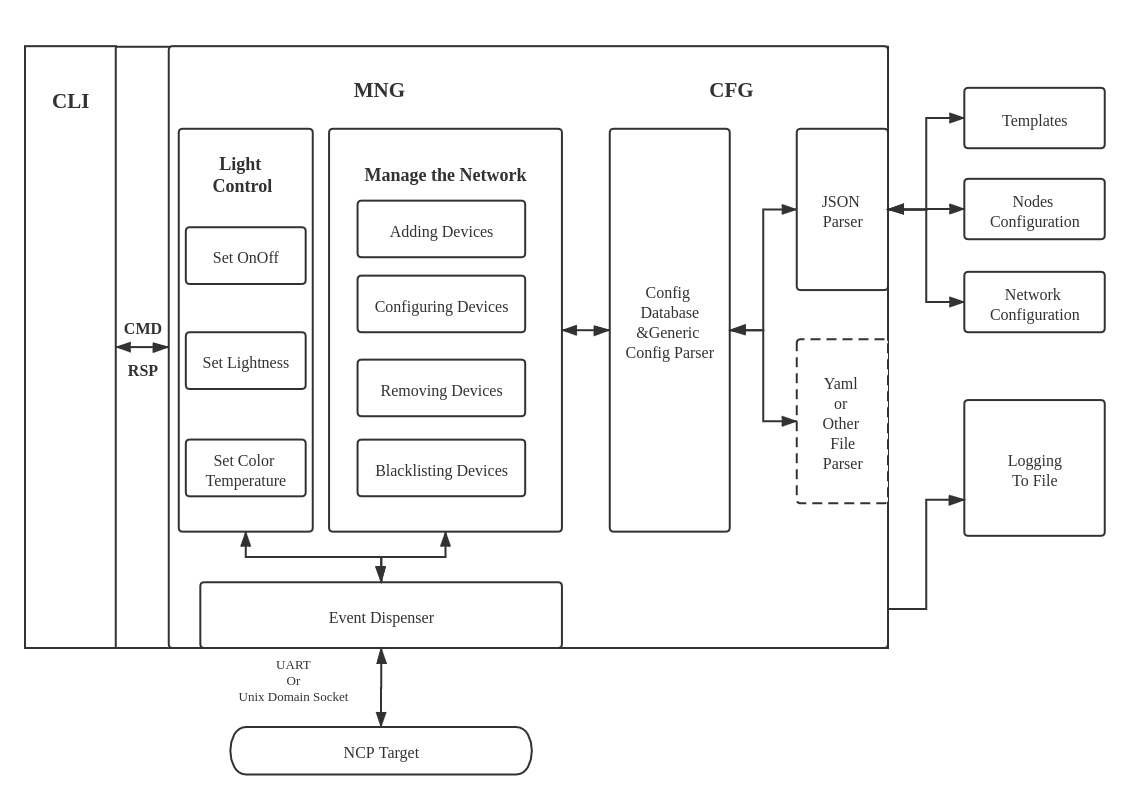 CLI
CMD
RSP
MNG
CFG
Light
Control
Set OnOff
Set Lightness
Set Color
Temperature
Manage the Network
Adding Devices
Configuring Devices
Removing Devices
Blacklisting Devices
Config
Database
&Generic
Config Parser
JSON
Parser
Yaml
or
Other
File
Parser
Templates
Nodes
Configuration
Network
Configuration
Logging
To File
Event Dispenser
UART
Or
Unix Domain Socket
NCP Target